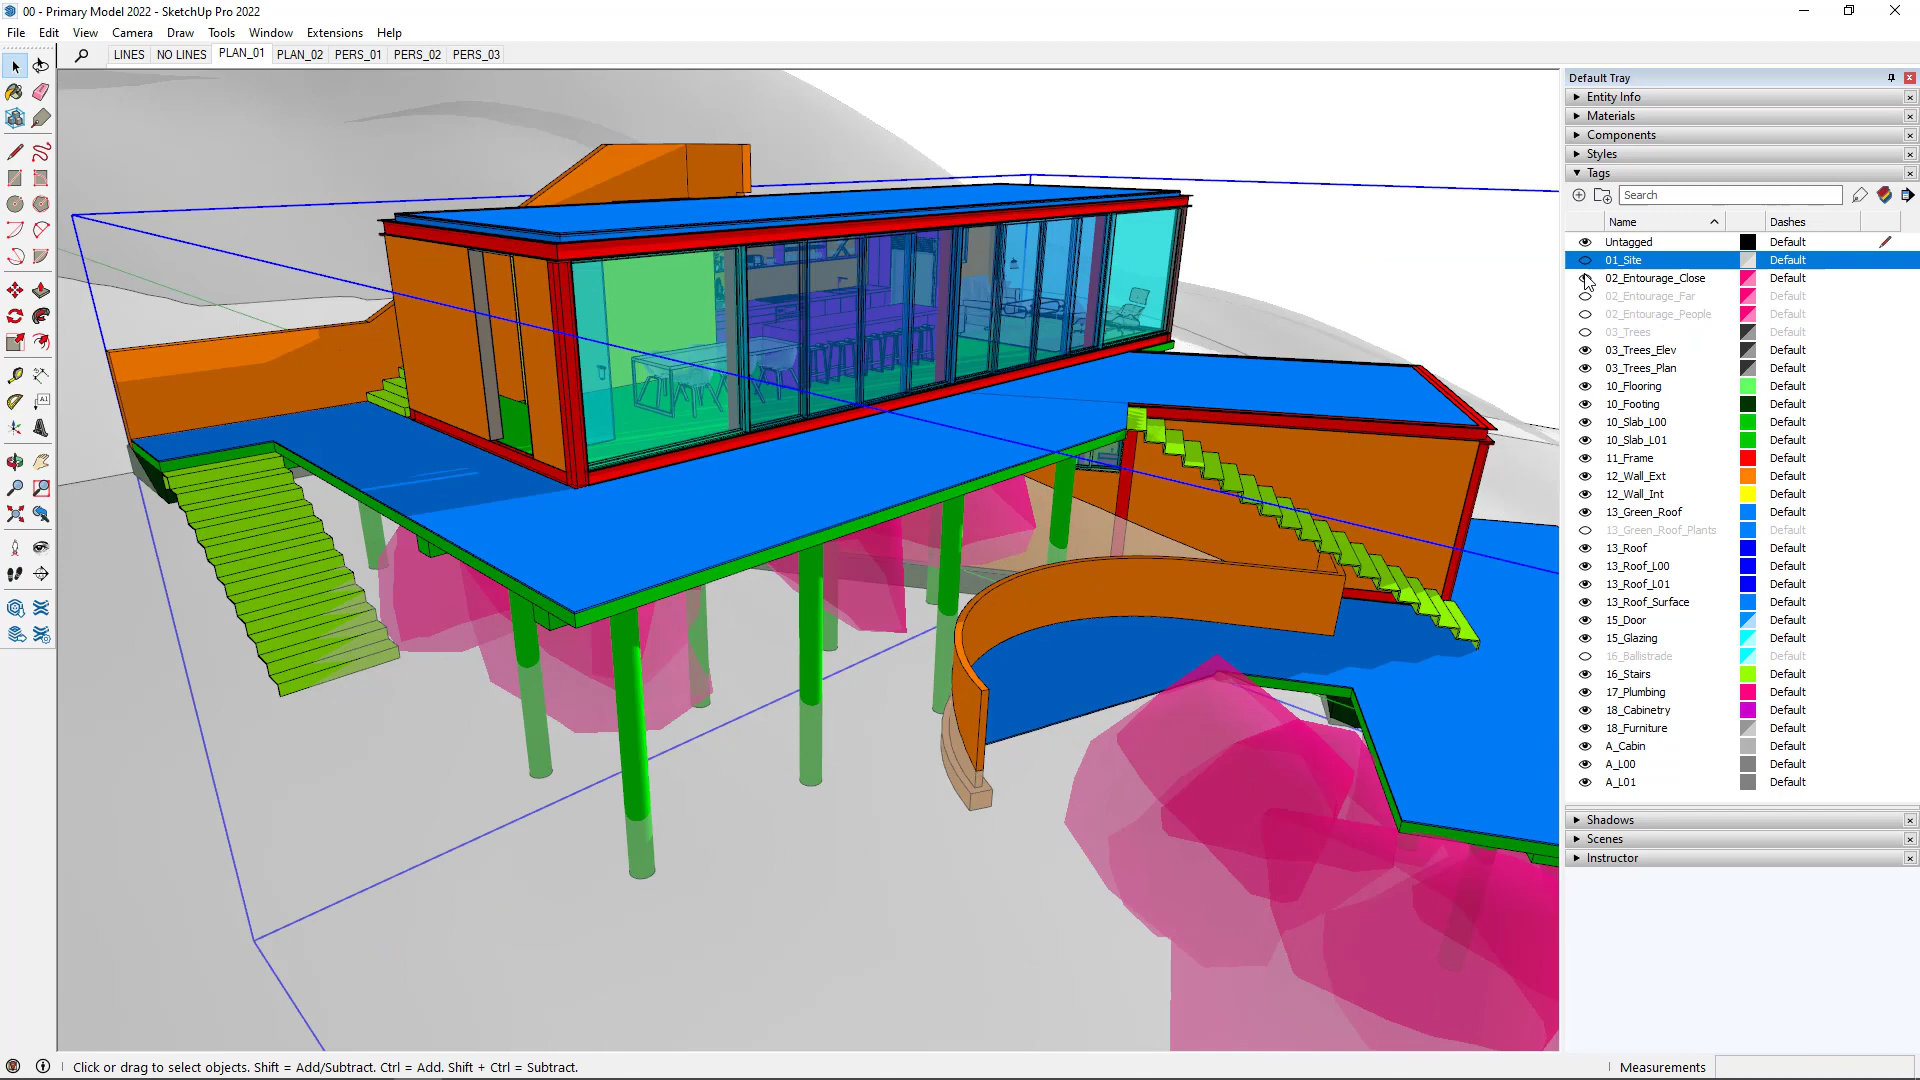 00 - Primary Model 2022 - SketchUp Pro 2022
File Edit View Camera Draw Tools Window Extensions Help
LINES NO LINES PLAN_01 PLAN_02 PERS_01 PERS_02 PERS_03
Default Tray
Entity Info
Materials
Components
Styles
Tags
Search
Name Dashes
Untagged Default
01_Site Default
02_Entourage_Close Default
02_Entourage_Far Default
02_Entourage_People Default
03_Trees Default
03_Trees_Elev Default
03_Trees_Plan Default
10_Flooring Default
10_Footing Default
10_Slab_L00 Default
10_Slab_L01 Default
11_Frame Default
12_Wall_Ext Default
12_Wall_Int Default
13_Green_Roof Default
13_Green_Roof_Plants Default
13_Roof Default
13_Roof_L00 Default
13_Roof_L01 Default
13_Roof_Surface Default
15_Door Default
15_Glazing Default
16_Ballistrade Default
16_Stairs Default
17_Plumbing Default
18_Cabinetry Default
18_Furniture Default
A_Cabin Default
A_L00 Default
A_L01 Default
Shadows
Scenes
Instructor
Click or drag to select objects. Shift = Add/Subtract. Ctrl = Add. Shift + Ctrl = Subtract.
Measurements